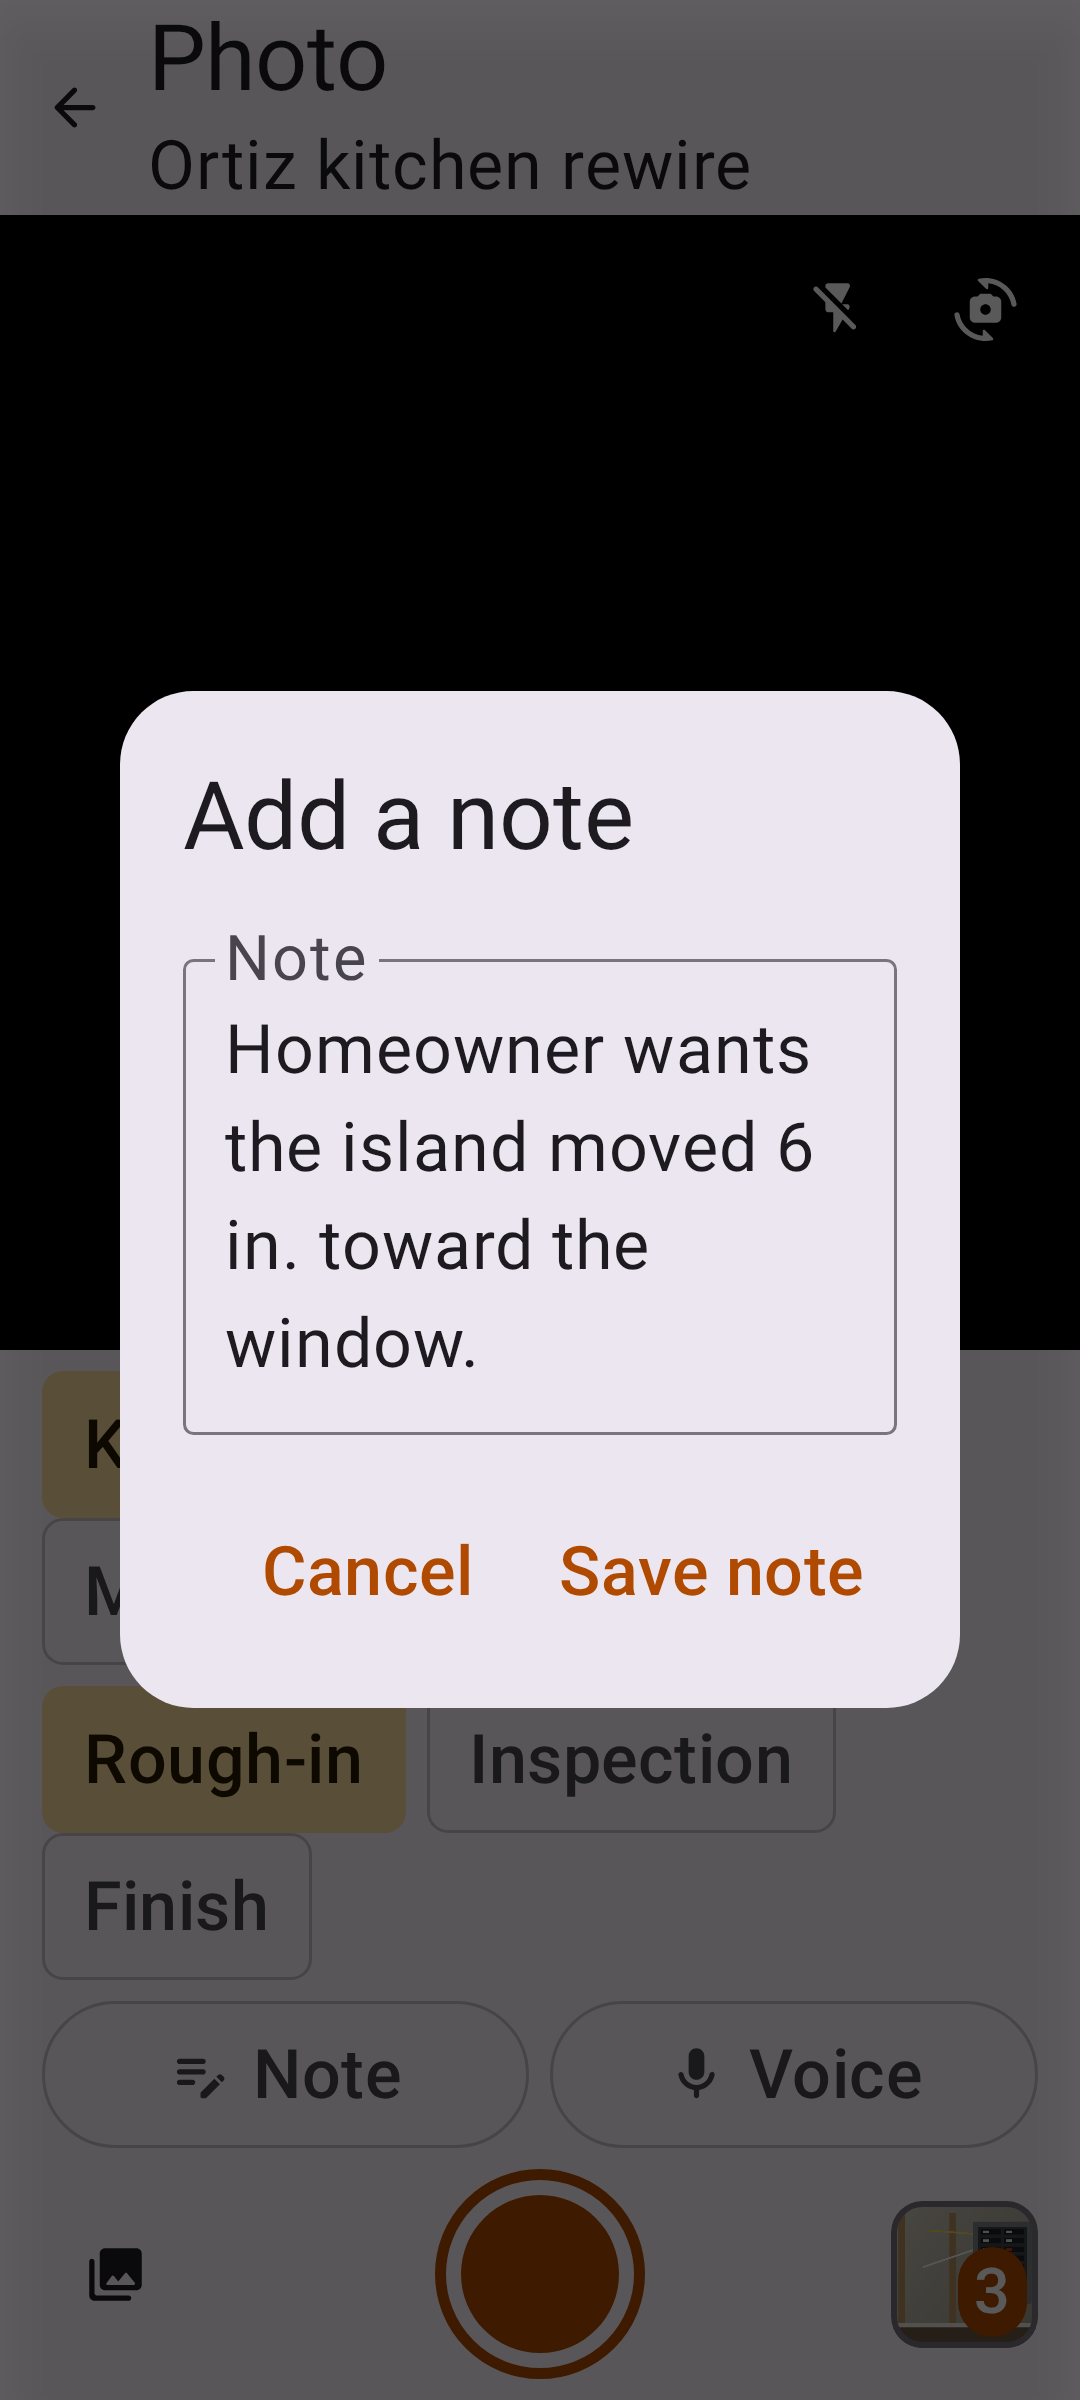 Photo
Ortiz kitchen rewire
Add a note
Note
Homeowner wants
the island moved 6
in. toward the
window.
Cancel Save note
Rough-in Inspection
Finish
Note Voice
3